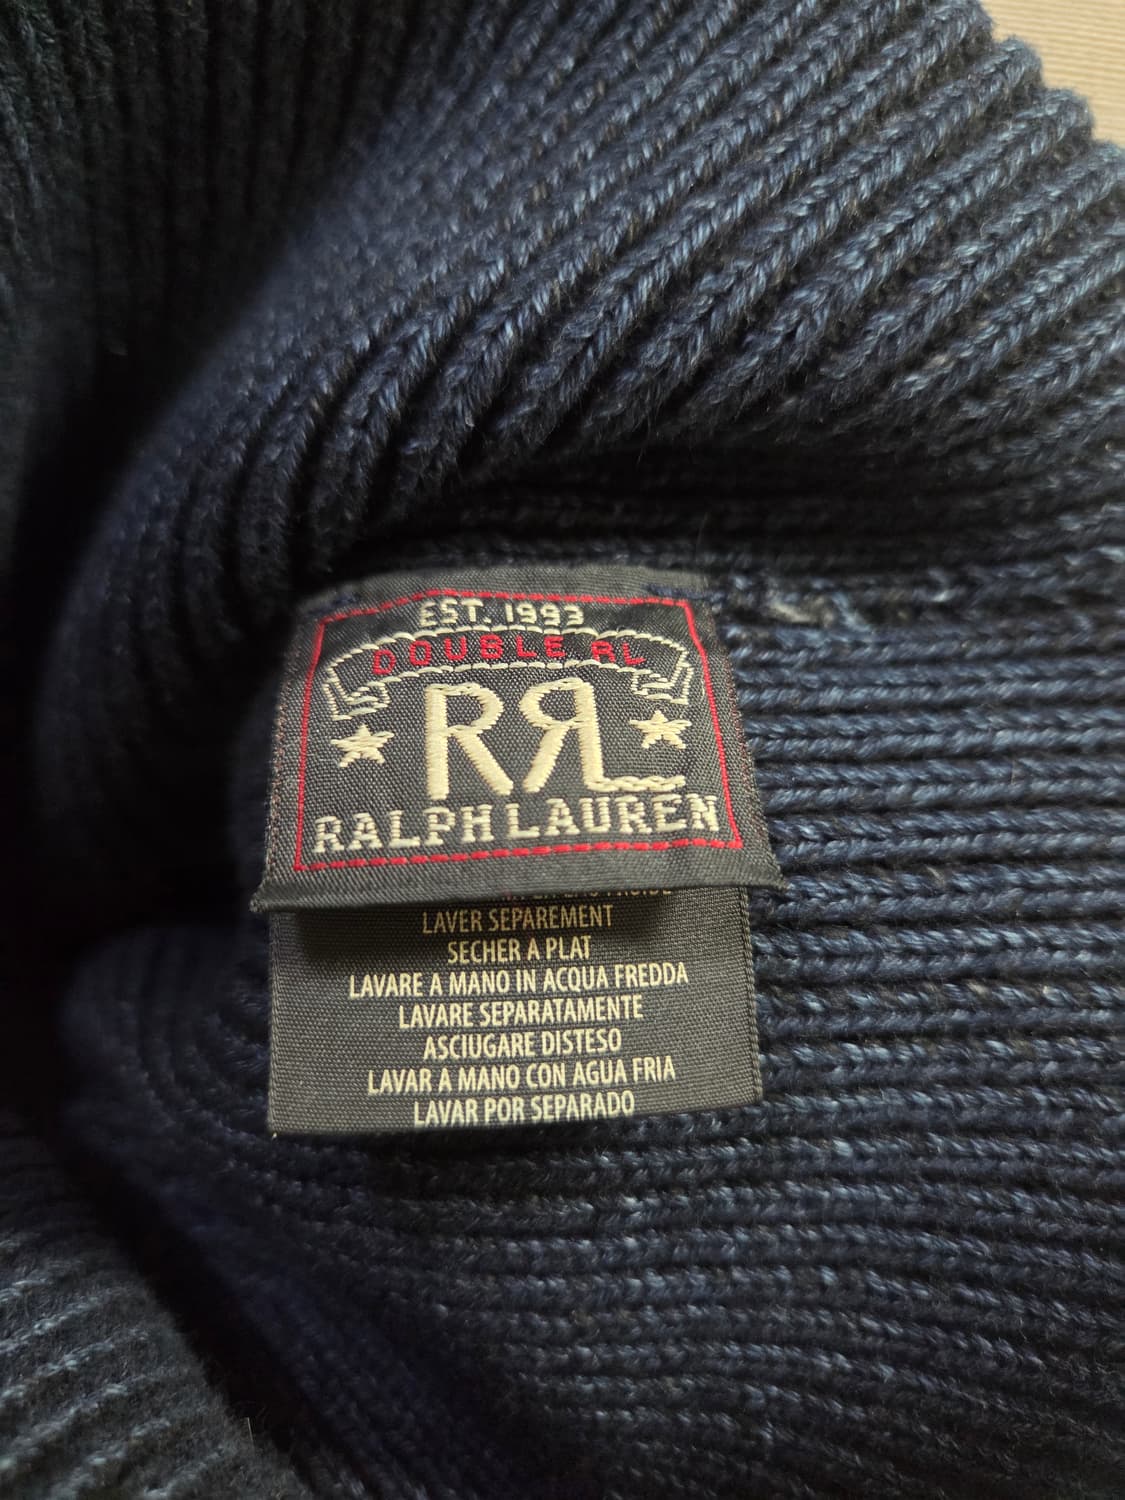 EST. 1993
DOUBLE RL
RRL
RALPH LAUREN
LAVER SEPAREMENT
SECHER A PLAT
LAVARE A MANO IN ACQUA FREDDA
LAVARE SEPARATAMENTE
ASCIUGARE DISTESO
LAVAR A MANO CON AGUA FRIA
LAVAR POR SEPARADO